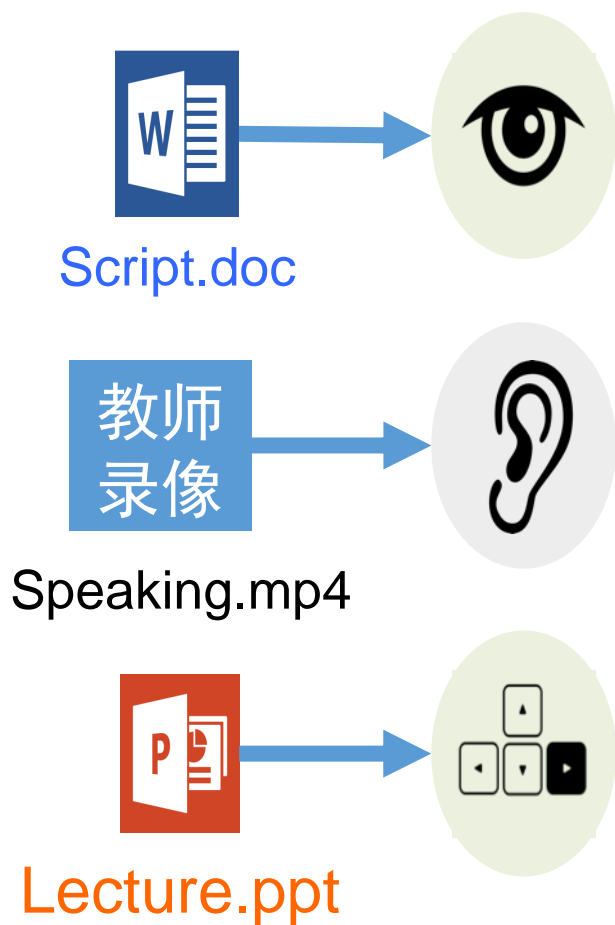 W
Script.doc
教师
录像
Speaking.mp4
P
Lecture.ppt